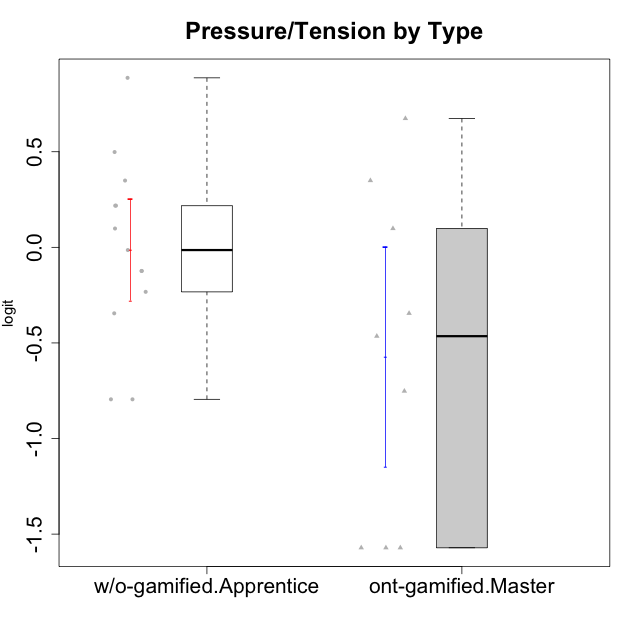 Pressure/Tension by Type
logit
0.5
0.0
-0.5
-1.0
-1.5
w/o-gamified.Apprentice
ont-gamified.Master